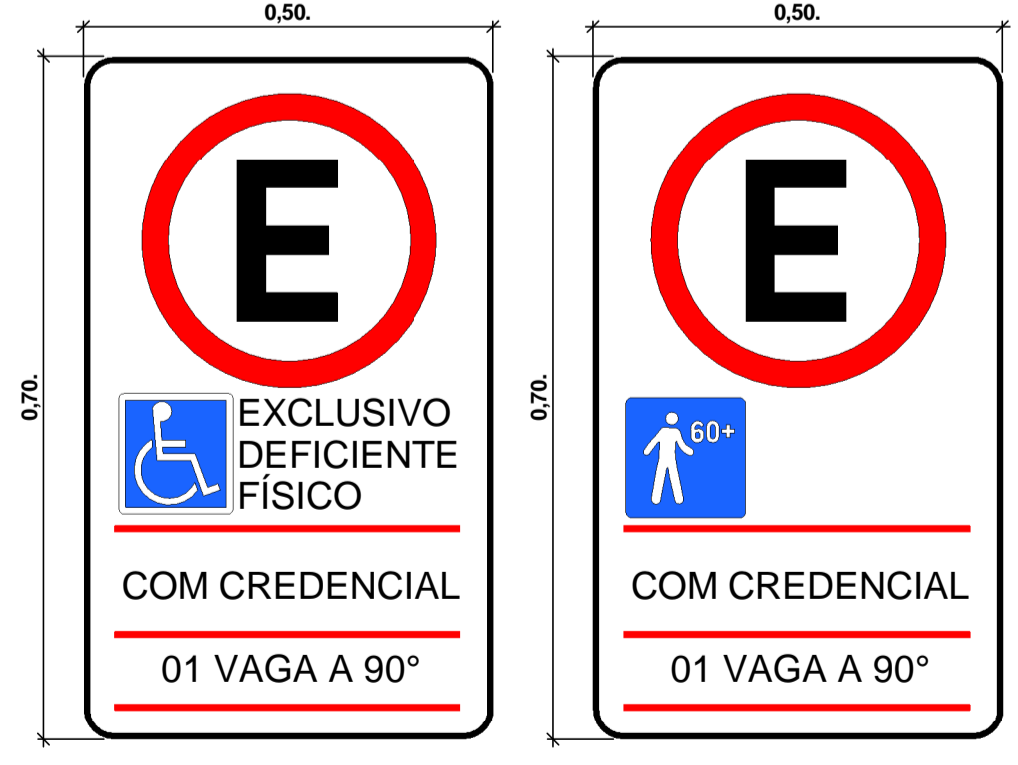 0,50.
0,70.
E
EXCLUSIVO
DEFICIENTE
FÍSICO
COM CREDENCIAL
01 VAGA A 90°
0,50.
0,70.
E
60+
COM CREDENCIAL
01 VAGA A 90°